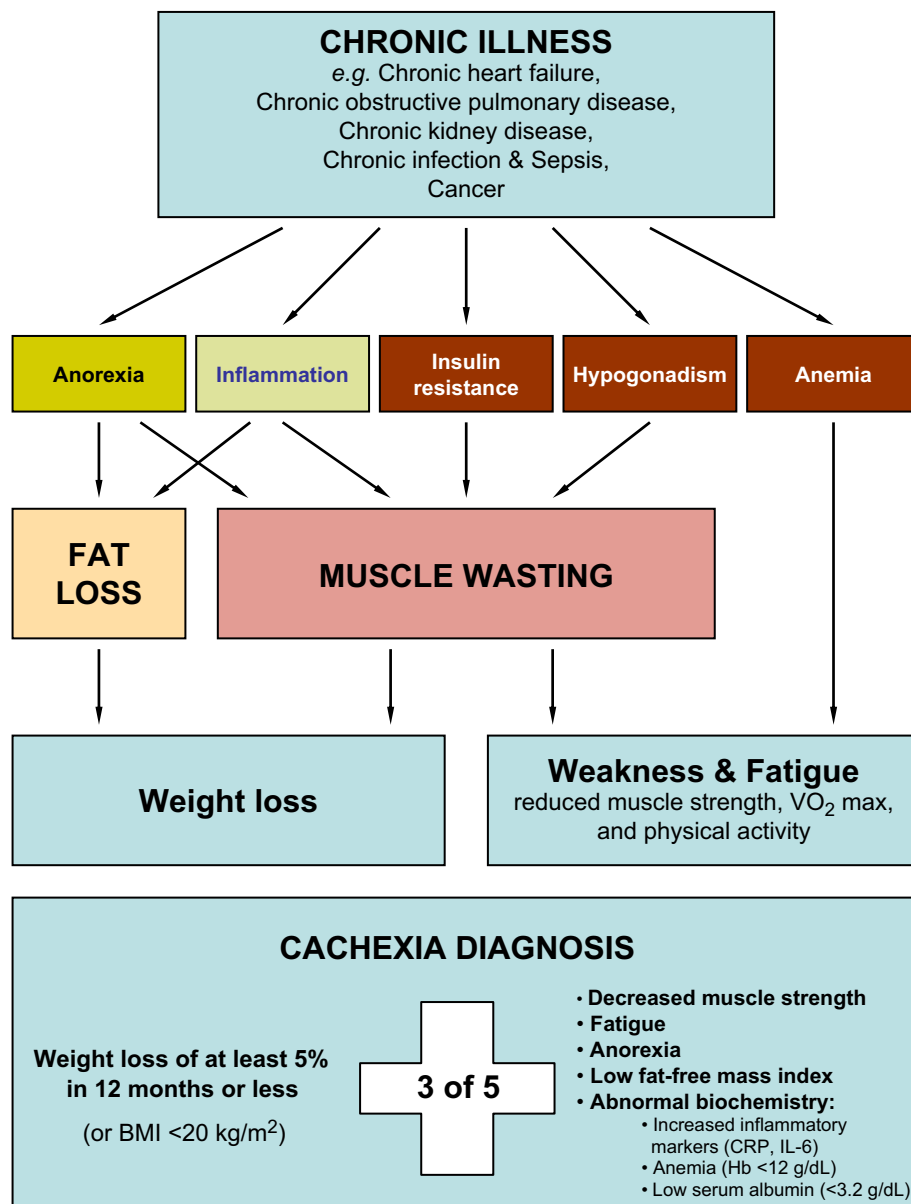 CHRONIC ILLNESS
e.g. Chronic heart failure,
Chronic obstructive pulmonary disease,
Chronic kidney disease,
Chronic infection & Sepsis,
Cancer
Anorexia
Inflammation
Insulin
resistance
Hypogonadism
Anemia
FAT
LOSS
MUSCLE WASTING
Weight loss
Weakness & Fatigue
reduced muscle strength, VO₂ max,
and physical activity
CACHEXIA DIAGNOSIS
Weight loss of at least 5%
in 12 months or less
(or BMI <20 kg/m²)
3 of 5
• Decreased muscle strength
• Fatigue
• Anorexia
• Low fat-free mass index
• Abnormal biochemistry:
• Increased inflammatory
markers (CRP, IL-6)
• Anemia (Hb <12 g/dL)
• Low serum albumin (<3.2 g/dL)